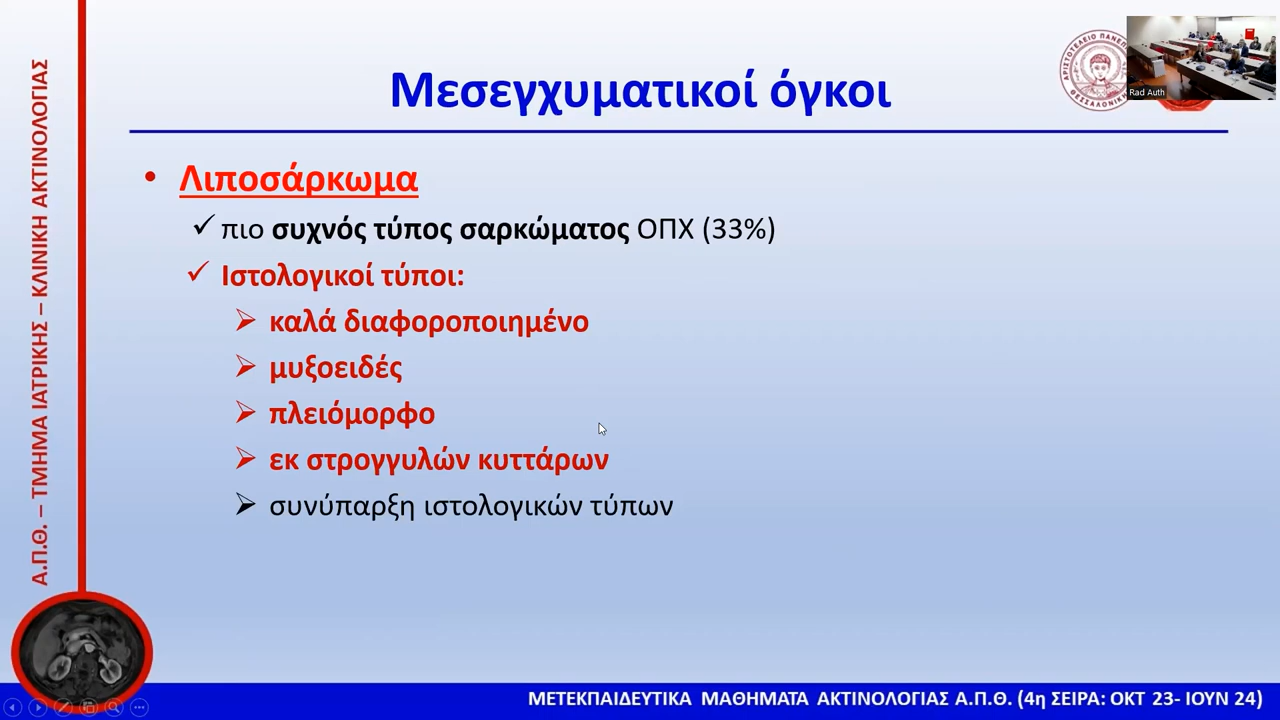 Μεσεγχυματικοί όγκοι
• Λιποσάρκωμα
✓ πιο συχνός τύπος σαρκώματος ΟΠΧ (33%)
✓ Ιστολογικοί τύποι:
➢ καλά διαφοροποιημένο
➢ μυξοειδές
➢ πλειόμορφο
➢ εκ στρογγυλών κυττάρων
➢ συνύπαρξη ιστολογικών τύπων
Α.Π.Θ. – ΤΜΗΜΑ ΙΑΤΡΙΚΗΣ – ΚΛΙΝΙΚΗ ΑΚΤΙΝΟΛΟΓΙΑΣ
Rad Auth
ΜΕΤΕΚΠΑΙΔΕΥΤΙΚΑ ΜΑΘΗΜΑΤΑ ΑΚΤΙΝΟΛΟΓΙΑΣ Α.Π.Θ. (4η ΣΕΙΡΑ: ΟΚΤ 23- ΙΟΥΝ 24)